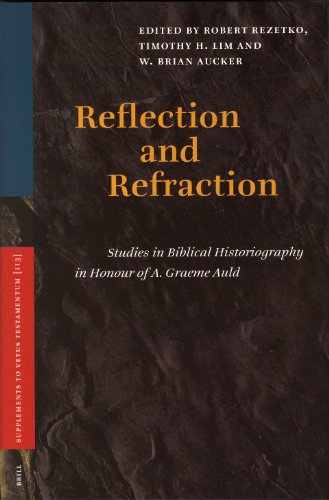 EDITED BY ROBERT REZETKO,
TIMOTHY H. LIM AND
W. BRIAN AUCKER
Reflection
and
Refraction
Studies in Biblical Historiography
in Honour of A. Graeme Auld
SUPPLEMENTS TO VETUS TESTAMENTUM [113]
BRILL